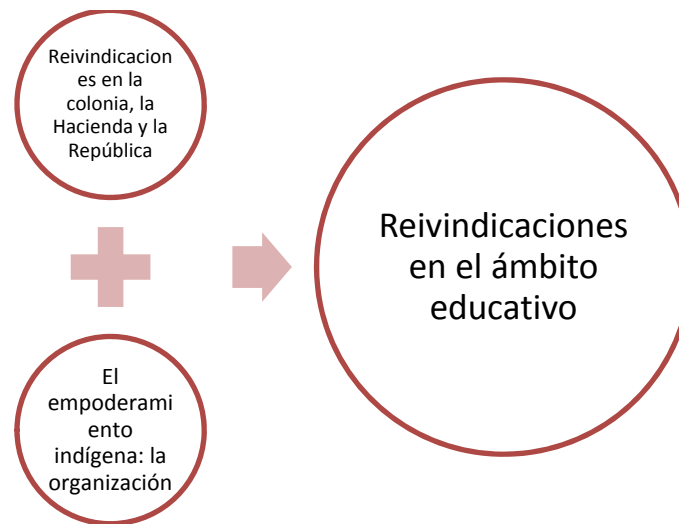 Reivindicacion
es en la
colonia, la
Hacienda y la
República
El
empoderami
ento
indígena: la
organización
Reivindicaciones
en el ámbito
educativo